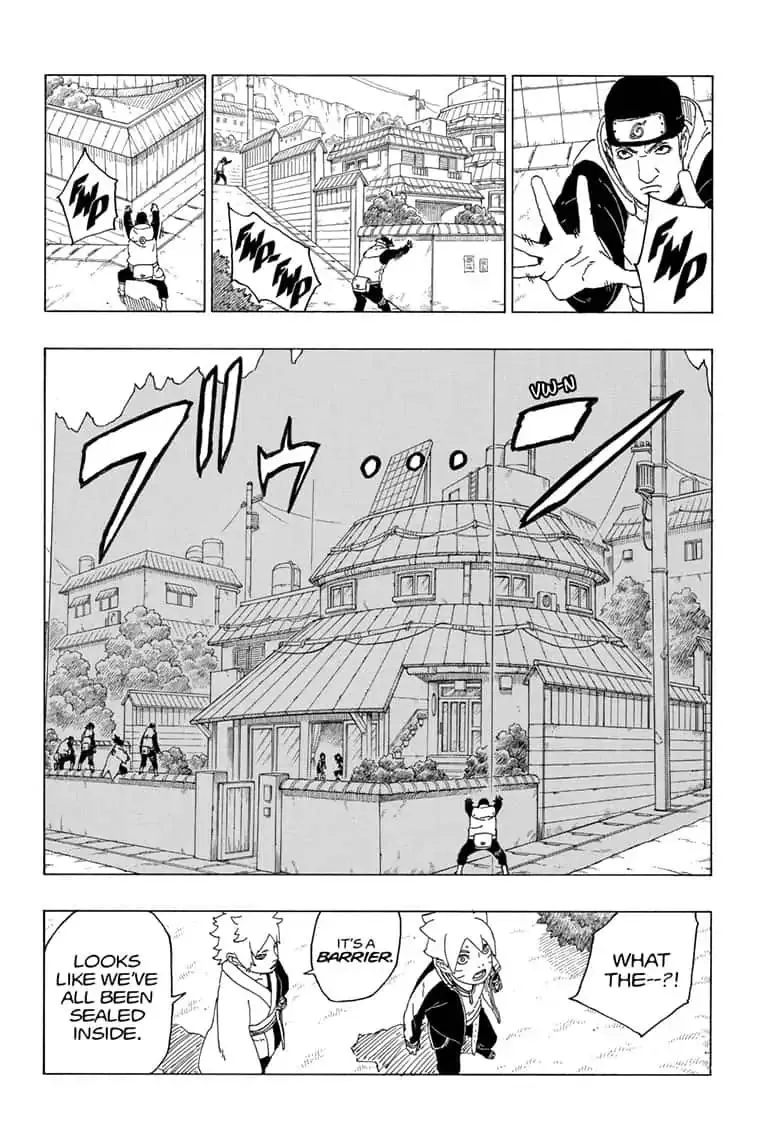 FWP
FWP-FWP
FWP
VW-N
ブゥ...ン
WHAT
THE--?!
IT'S A
BARRIER.
LOOKS
LIKE WE'VE
ALL BEEN
SEALED
INSIDE.